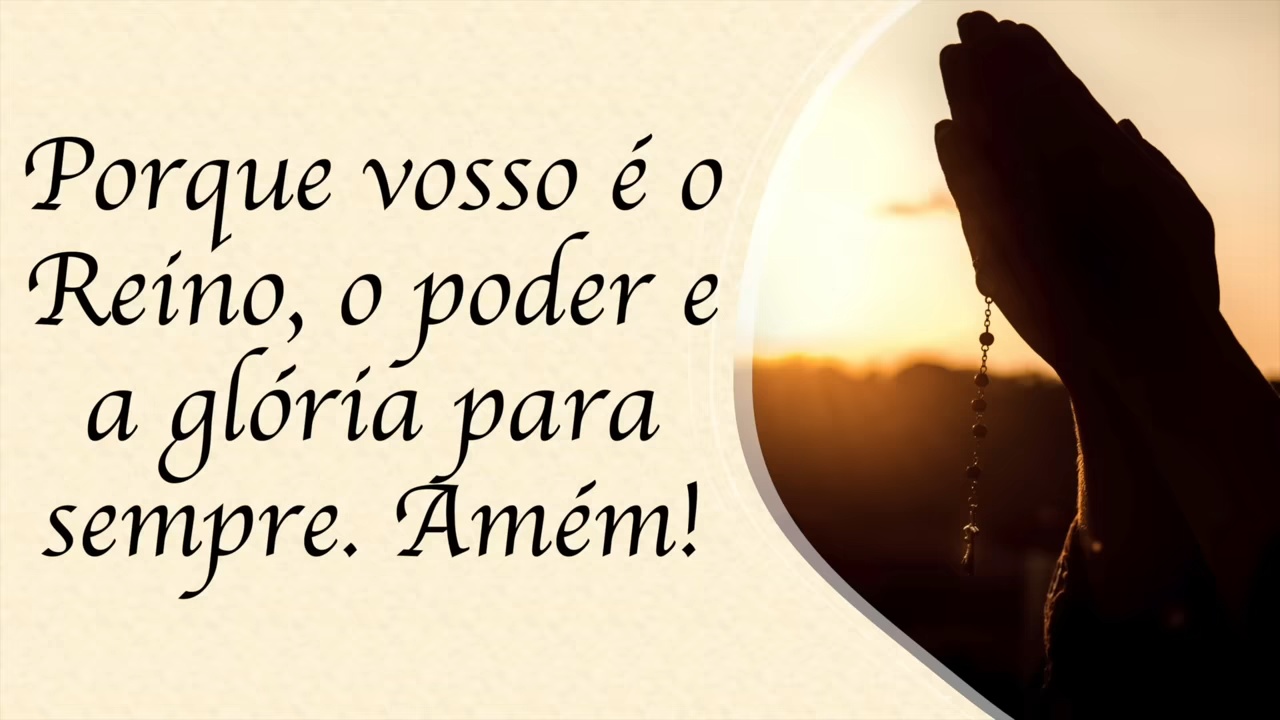 Porque vosso é o
Reino, o poder e
a glória para
sempre. Amém!